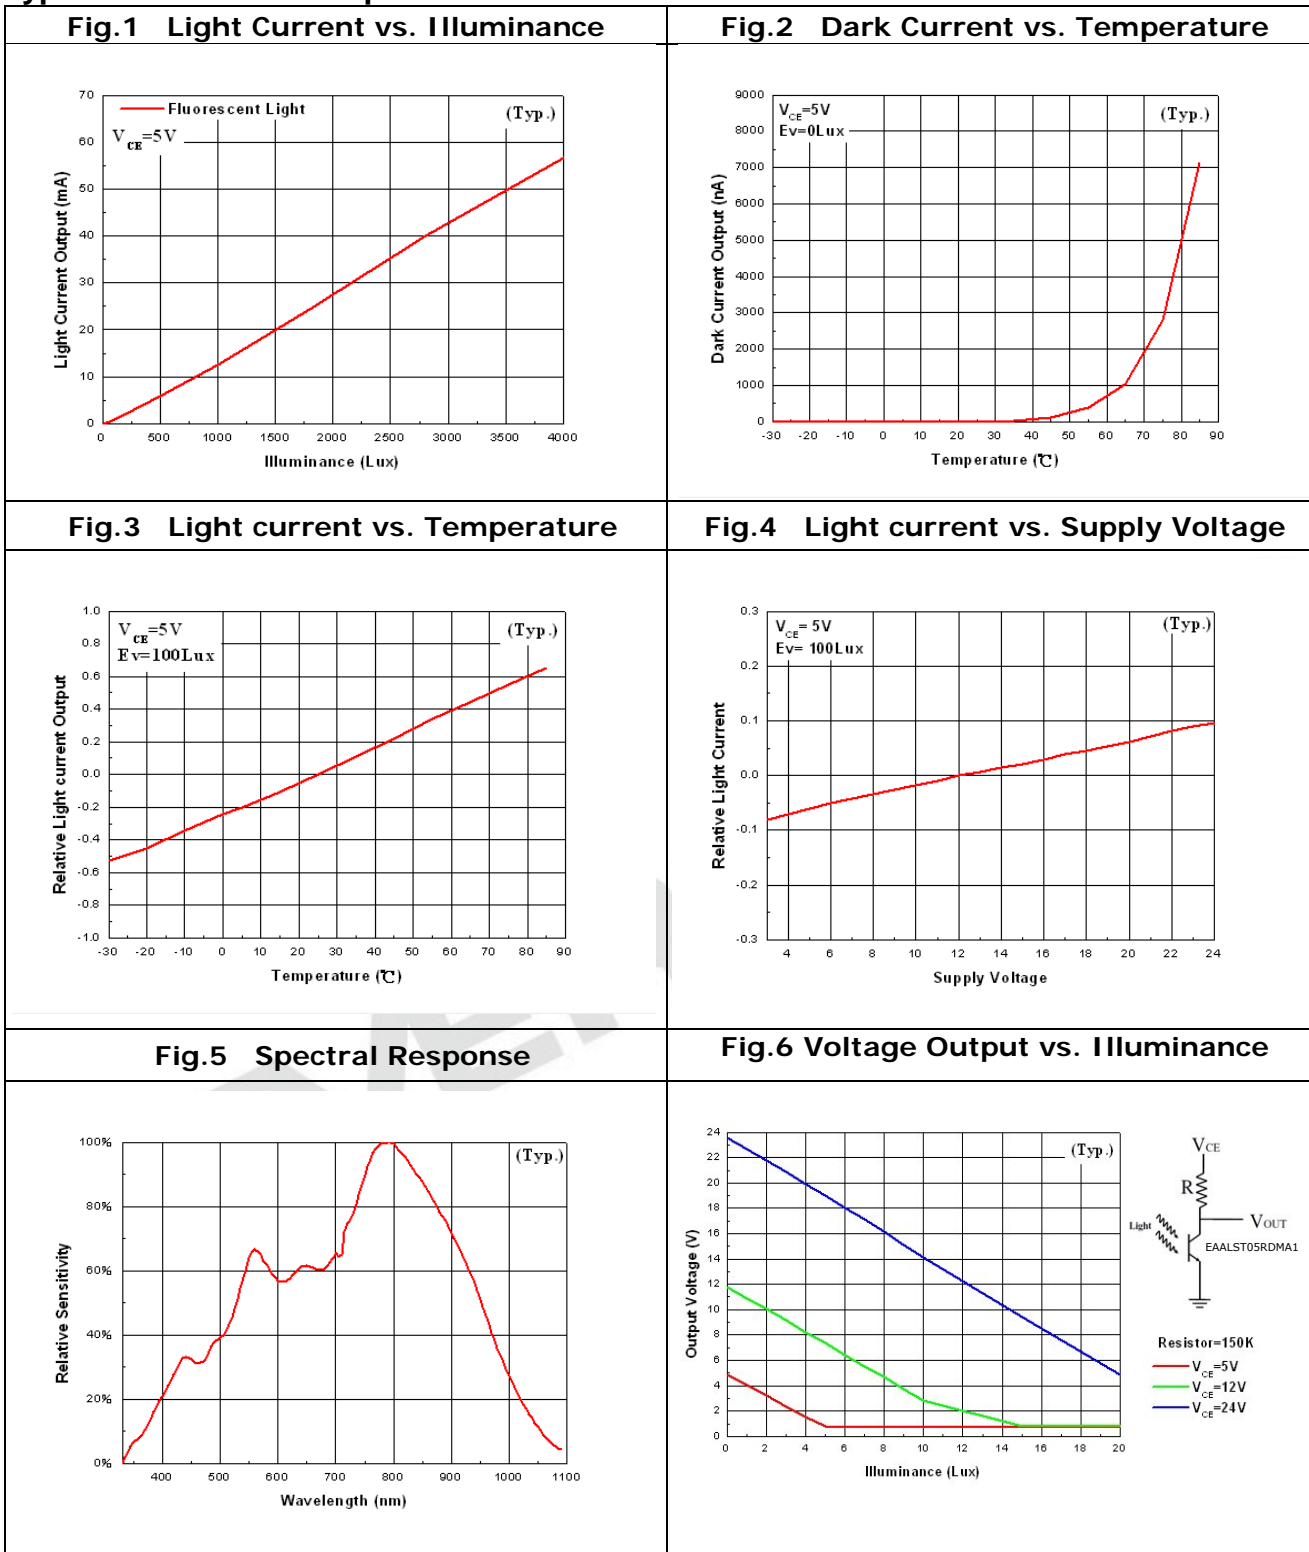 Fig.1 Light Current vs. Illuminance
Fig.2 Dark Current vs. Temperature
70
60
50
40
30
20
10
0
Light Current Output (mA)
Fluorescent Light
(Typ.)
VCE=5V
0 500 1000 1500 2000 2500 3000 3500 4000
Illuminance (Lux)
9000
8000
7000
6000
5000
4000
3000
2000
1000
0
Dark Current Output (nA)
VCE=5V
Ev=0Lux
(Typ.)
-30 -20 -10 0 10 20 30 40 50 60 70 80 90
Temperature (℃)
Fig.3 Light current vs. Temperature
Fig.4 Light current vs. Supply Voltage
1.0
0.8
0.6
0.4
0.2
0.0
-0.2
-0.4
-0.6
-0.8
-1.0
Relative Light current Output
VCE=5V
Ev=100Lux
(Typ.)
-30 -20 -10 0 10 20 30 40 50 60 70 80 90
Temperature (℃)
0.3
0.2
0.1
0.0
-0.1
-0.2
-0.3
Relative Light Current
VCE= 5V
Ev= 100Lux
(Typ.)
4 6 8 10 12 14 16 18 20 22 24
Supply Voltage
Fig.5 Spectral Response
Fig.6 Voltage Output vs. Illuminance
100%
80%
60%
40%
20%
0%
Relative Sensitivity
(Typ.)
400 500 600 700 800 900 1000 1100
Wavelength (nm)
24
22
20
18
16
14
12
10
8
6
4
2
0
Output Voltage (V)
(Typ.)
0 2 4 6 8 10 12 14 16 18 20
Illuminance (Lux)
VCE
R
Light
VOUT
EAALST05RDMA1
Resistor=150K
VCE=5V
VCE=12V
VCE=24V